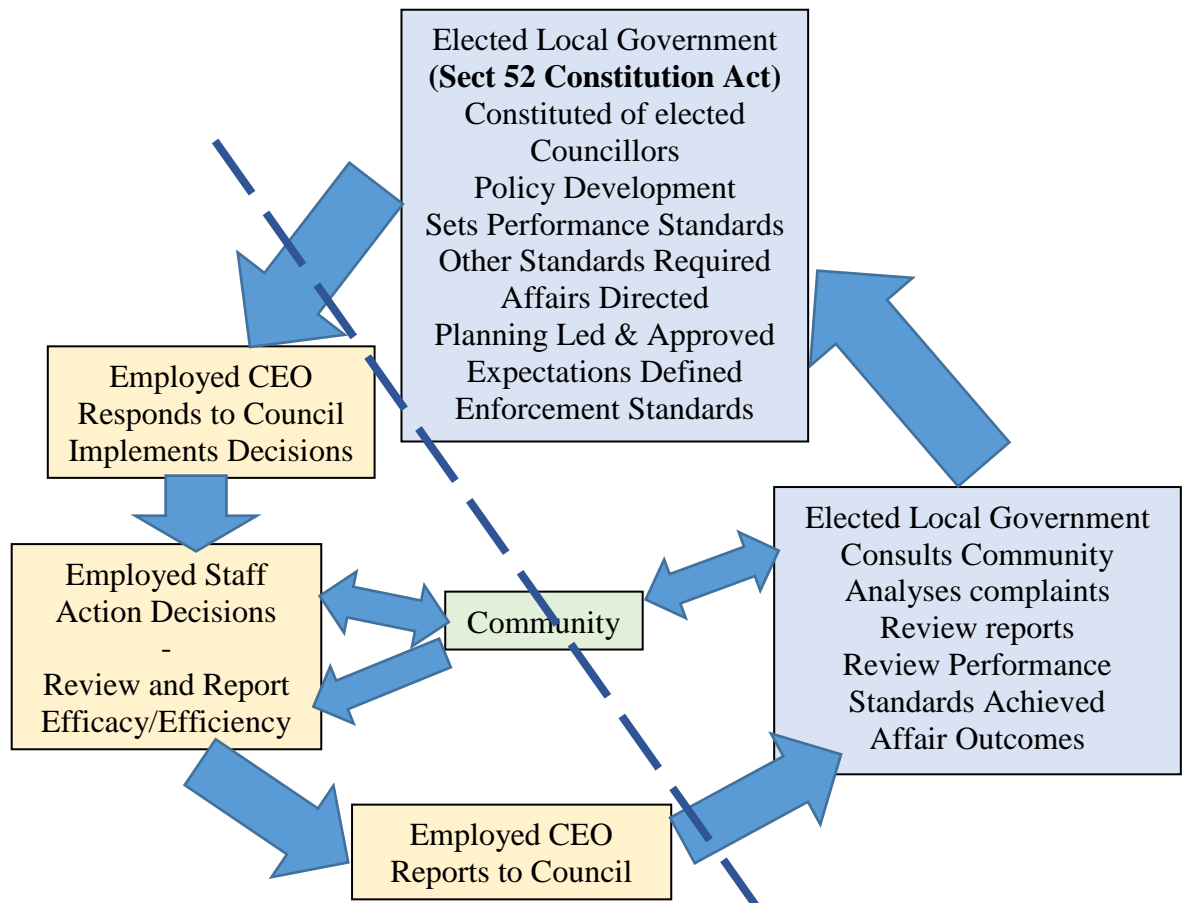 Elected Local Government
(Sect 52 Constitution Act)
Constituted of elected
Councillors
Policy Development
Sets Performance Standards
Other Standards Required
Affairs Directed
Planning Led & Approved
Expectations Defined
Enforcement Standards
Employed CEO
Responds to Council
Implements Decisions
Employed Staff
Action Decisions
-
Review and Report
Efficacy/Efficiency
Community
Elected Local Government
Consults Community
Analyses complaints
Review reports
Review Performance
Standards Achieved
Affair Outcomes
Employed CEO
Reports to Council